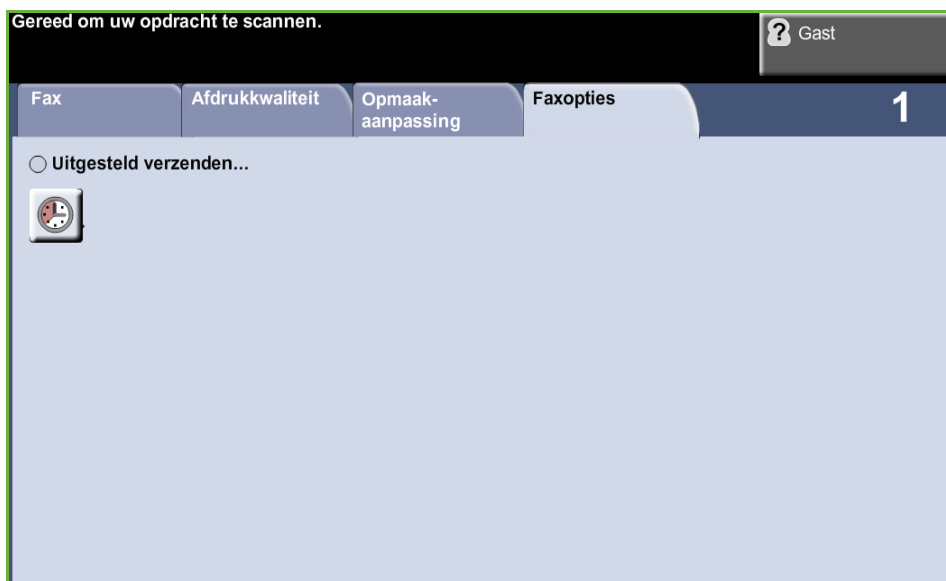 Gereed om uw opdracht te scannen.
? Gast
Fax
Afdrukkwaliteit
Opmaak-
aanpassing
Faxopties
1
Uitgesteld verzenden...